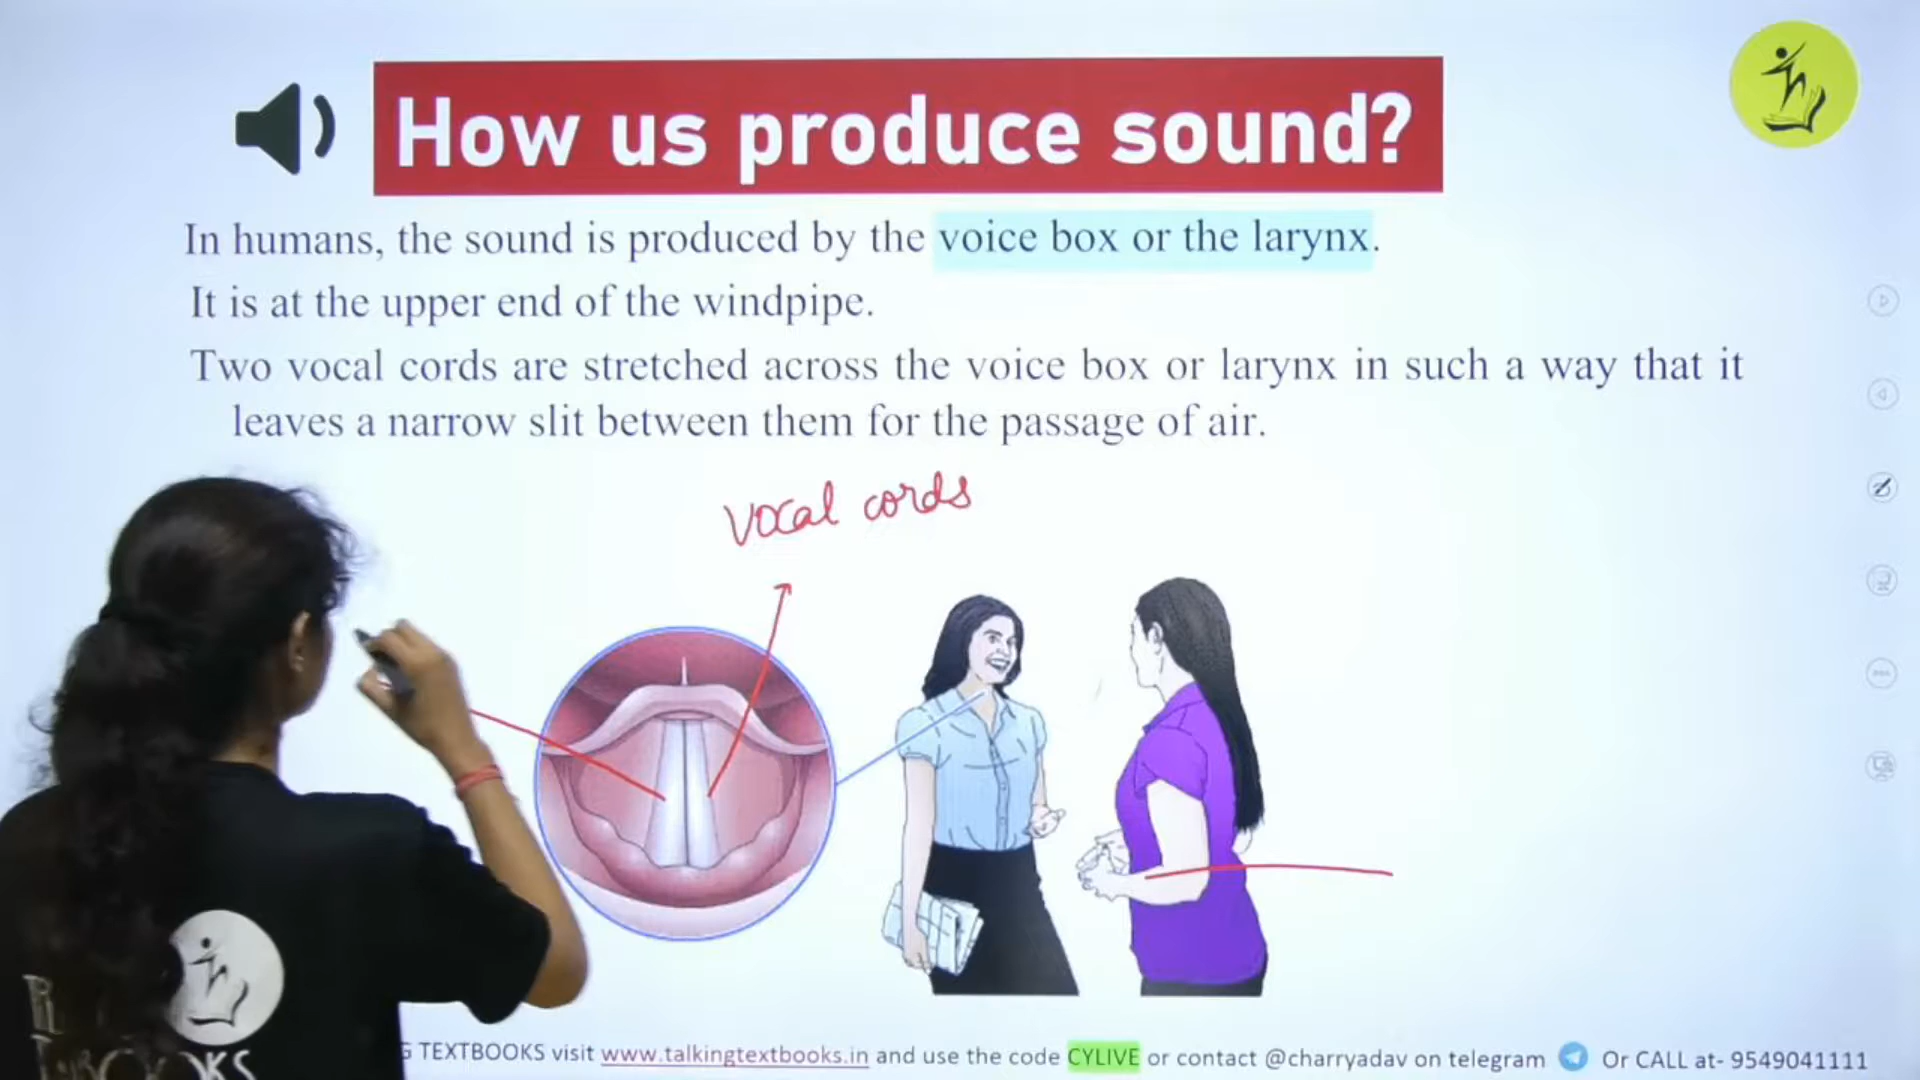 How us produce sound?
In humans, the sound is produced by the voice box or the larynx.
It is at the upper end of the windpipe.
Two vocal cords are stretched across the voice box or larynx in such a way that it
leaves a narrow slit between them for the passage of air.
vocal cords
TEXTBOOKS visit www.talkingtextbooks.in and use the code CYLIVE or contact @charryadav on telegram Or CALL at- 9549041111